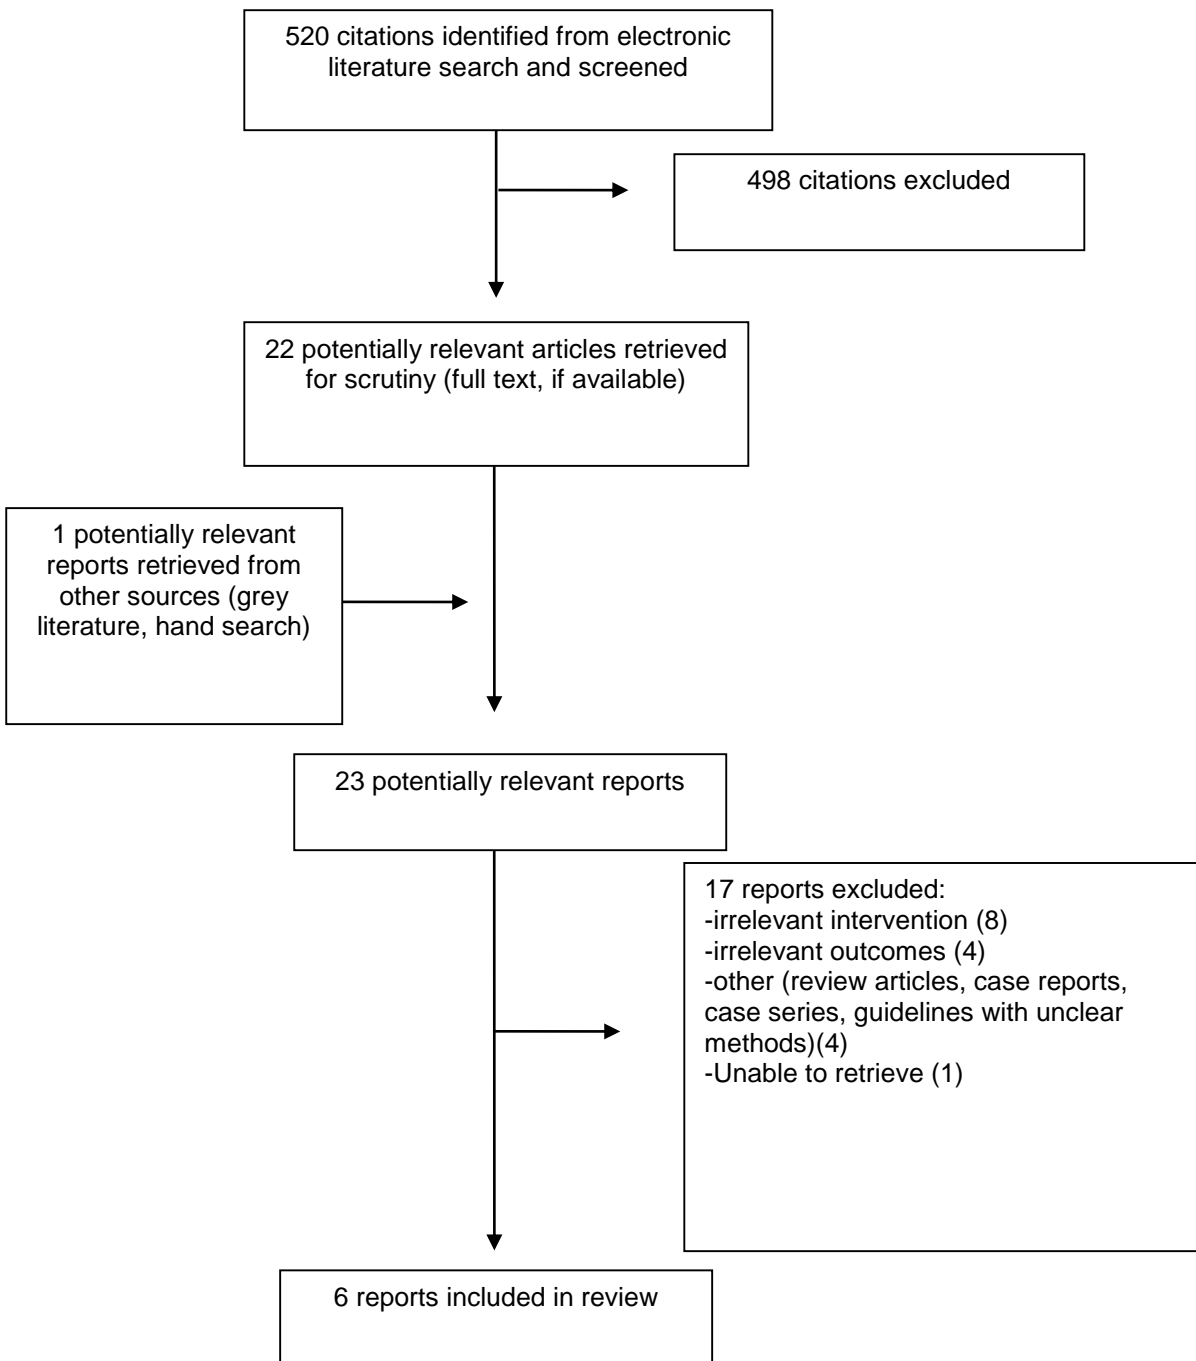 520 citations identified from electronic
literature search and screened
498 citations excluded
22 potentially relevant articles retrieved
for scrutiny (full text, if available)
1 potentially relevant
reports retrieved from
other sources (grey
literature, hand search)
23 potentially relevant reports
17 reports excluded:
-irrelevant intervention (8)
-irrelevant outcomes (4)
-other (review articles, case reports,
case series, guidelines with unclear
methods)(4)
-Unable to retrieve (1)
6 reports included in review